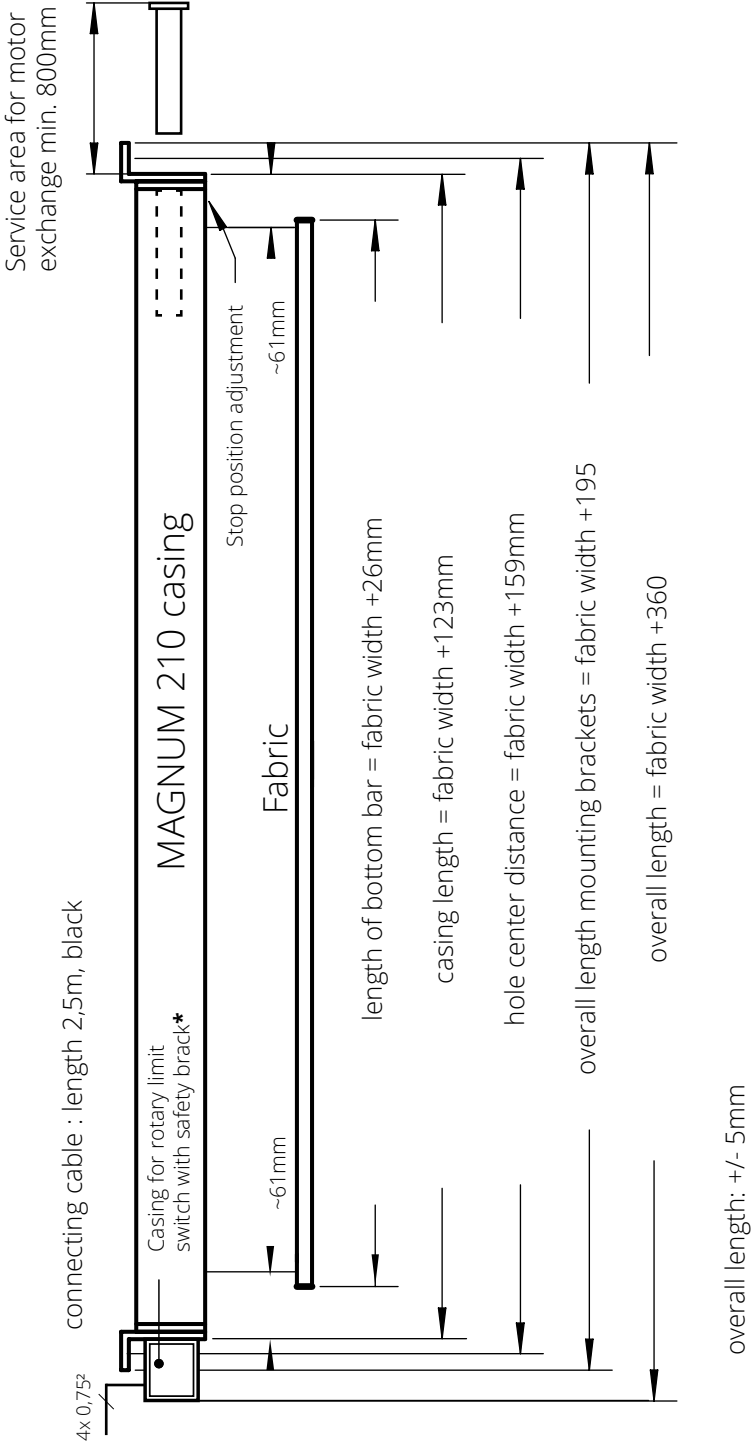 Service area for motor
exchange min. 800mm
connecting cable : length 2,5m, black
4x 0,75²
Casing for rotary limit
switch with safety brack*
MAGNUM 210 casing
Stop position adjustment
~61mm
Fabric
~61mm
length of bottom bar = fabric width +26mm
casing length = fabric width +123mm
hole center distance = fabric width +159mm
overall length mounting brackets = fabric width +195
overall length = fabric width +360
overall length: +/- 5mm